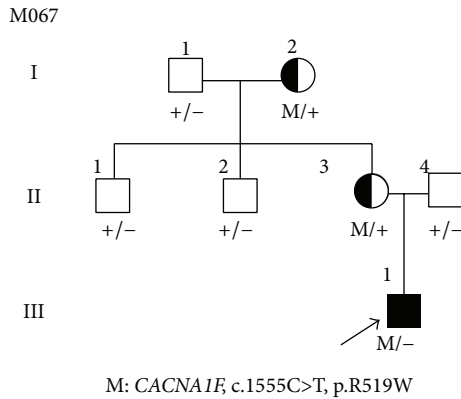 M067
1 2
I
+/− M/+
1 2 3 4
II
+/− +/− M/+ +/−
1
III
M/−
M: CACNA1F, c.1555C>T, p.R519W